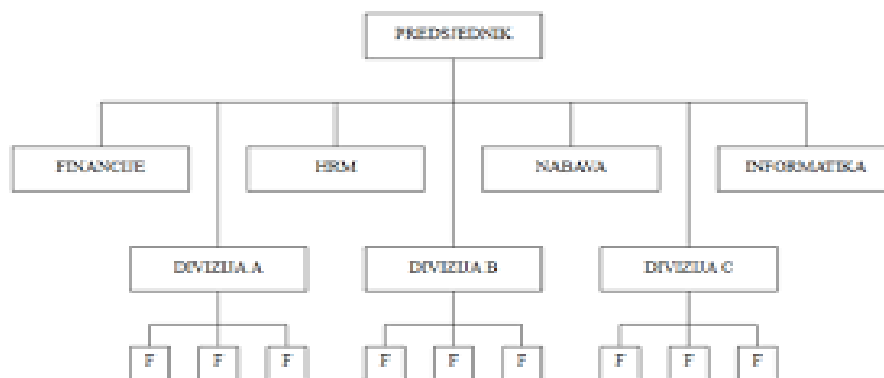 PREDSJEDNIK
FINANCIJE HRM NABAVA INFORMATIKA
DIVIZIJA A DIVIZIJA B DIVIZIJA C
F F F F F F F F F